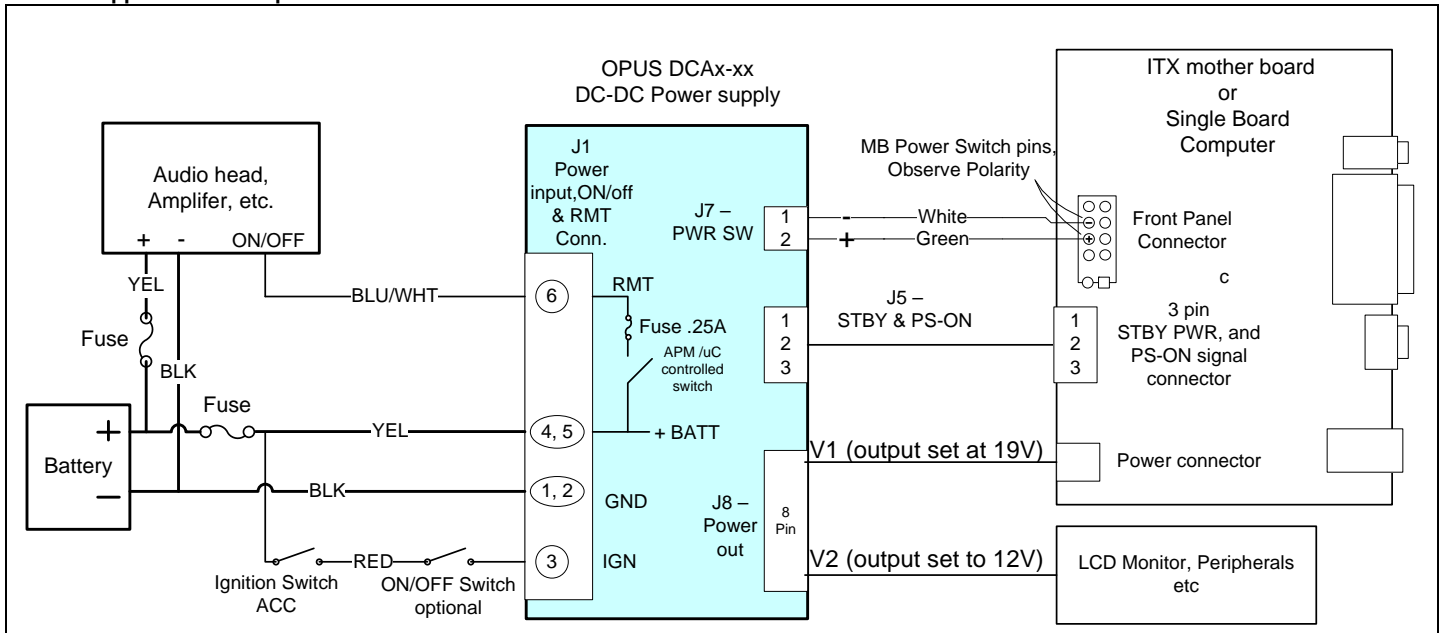 OPUS DCAx-xx
DC-DC Power supply
ITX mother board
or
Single Board
Computer
Audio head,
Amplifer, etc.
+ - ON/OFF
YEL
Fuse
BLK
BLU/WHT
Fuse
YEL
Battery
+
−
BLK
RED
Ignition Switch
ACC
ON/OFF Switch
optional
J1
Power
input,ON/off
& RMT
Conn.
6
RMT
Fuse .25A
APM /uC
controlled
switch
4, 5
+ BATT
1, 2
GND
3
IGN
J7 –
PWR SW
1
2
- White
+ Green
MB Power Switch pins,
Observe Polarity
-
+
Front Panel
Connector
c
J5 –
STBY & PS-ON
1
2
3
1
2
3
3 pin
STBY PWR, and
PS-ON signal
connector
J8 –
Power
out
8
Pin
V1 (output set at 19V)
Power connector
V2 (output set to 12V)
LCD Monitor, Peripherals
etc